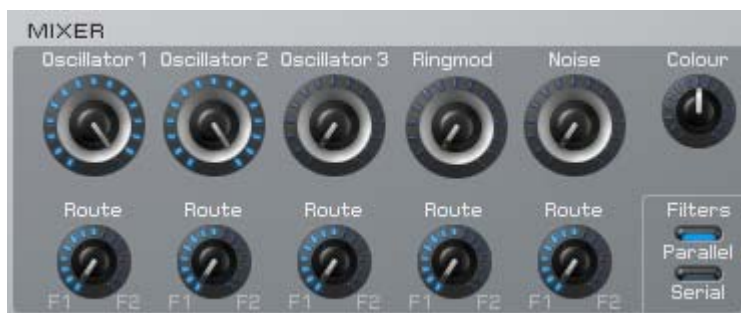 MIXER
Oscillator 1 Oscillator 2 Oscillator 3 Ringmod Noise Colour
Route Route Route Route Route Filters
Parallel
F1 F2 F1 F2 F1 F2 F1 F2 F1 F2 Serial